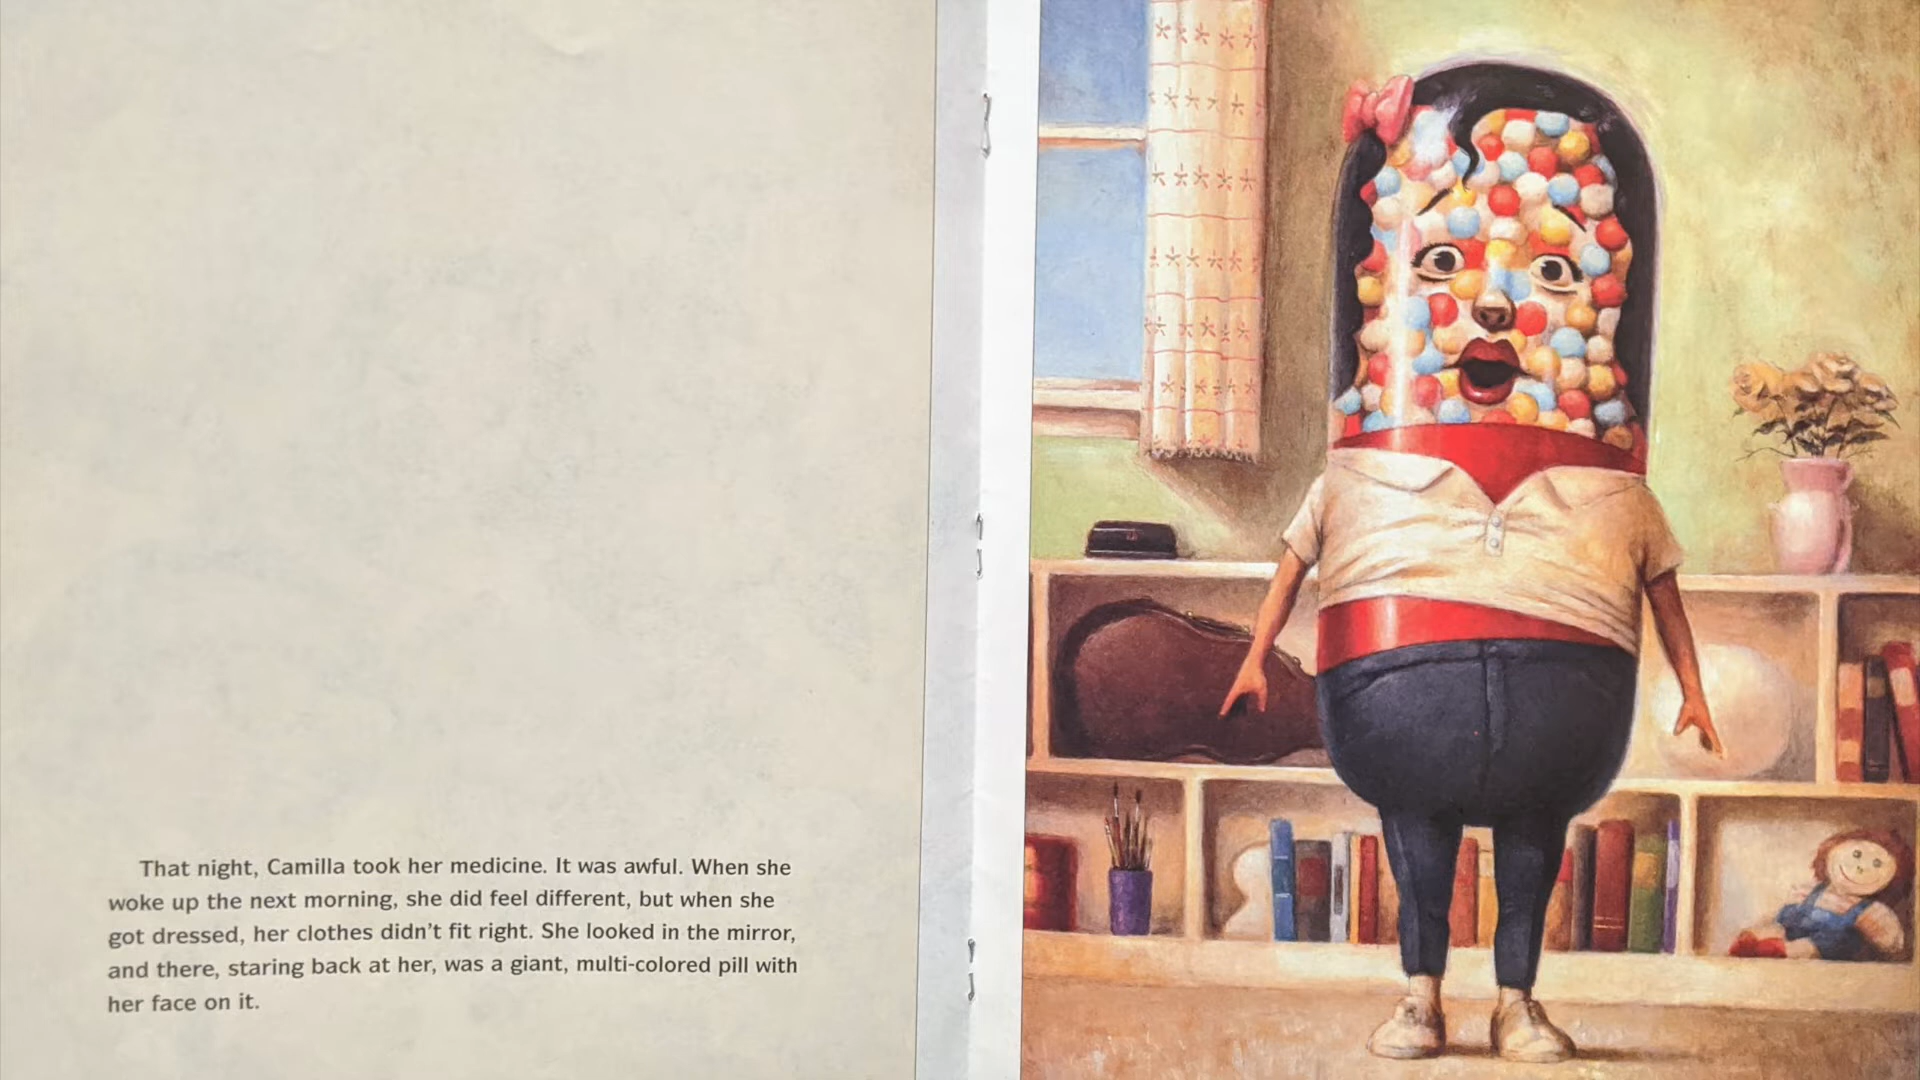 That night, Camilla took her medicine. It was awful. When she
woke up the next morning, she did feel different, but when she
got dressed, her clothes didn't fit right. She looked in the mirror,
and there, staring back at her, was a giant, multi-colored pill with
her face on it.